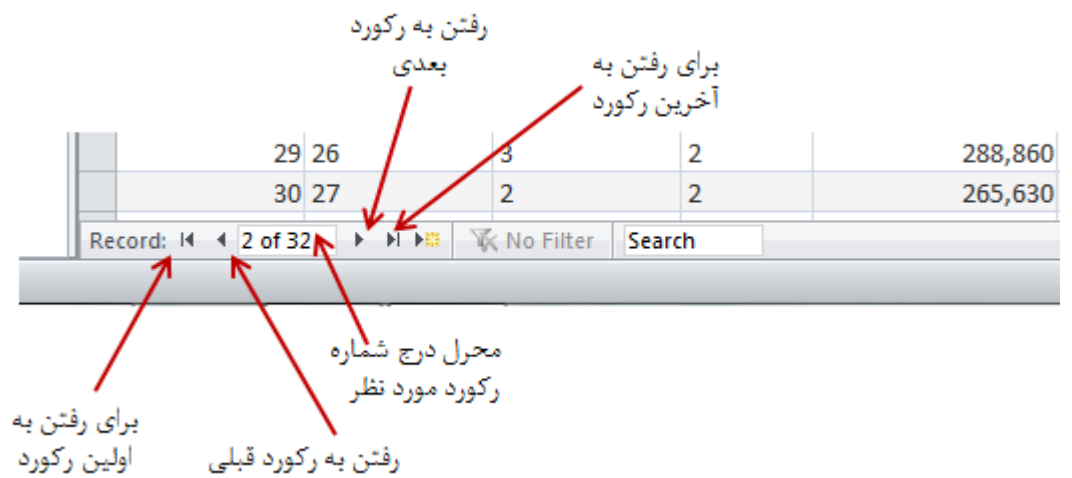 رفتن به رکورد
بعدی
برای رفتن به
آخرین رکورد
29 26 3 2 288,860
30 27 2 2 265,630
Record: 2 of 32 No Filter Search
محرل درج شماره
رکورد مورد نظر
برای رفتن به
اولین رکورد
رفتن به رکورد قبلی